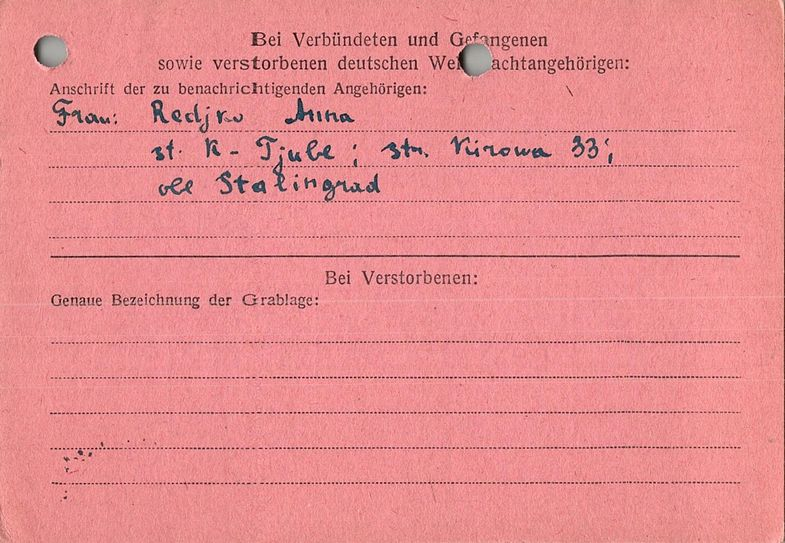 Bei Verbündeten und Gefangenen
sowie verstorbenen deutschen Wehrmachtangehörigen:
Anschrift der zu benachrichtigenden Angehörigen:
Frau: Redjko Anna
st. K - Tjube; str. Kirowa 33;
obl Stalingrad
Bei Verstorbenen:
Genaue Bezeichnung der Grablage: